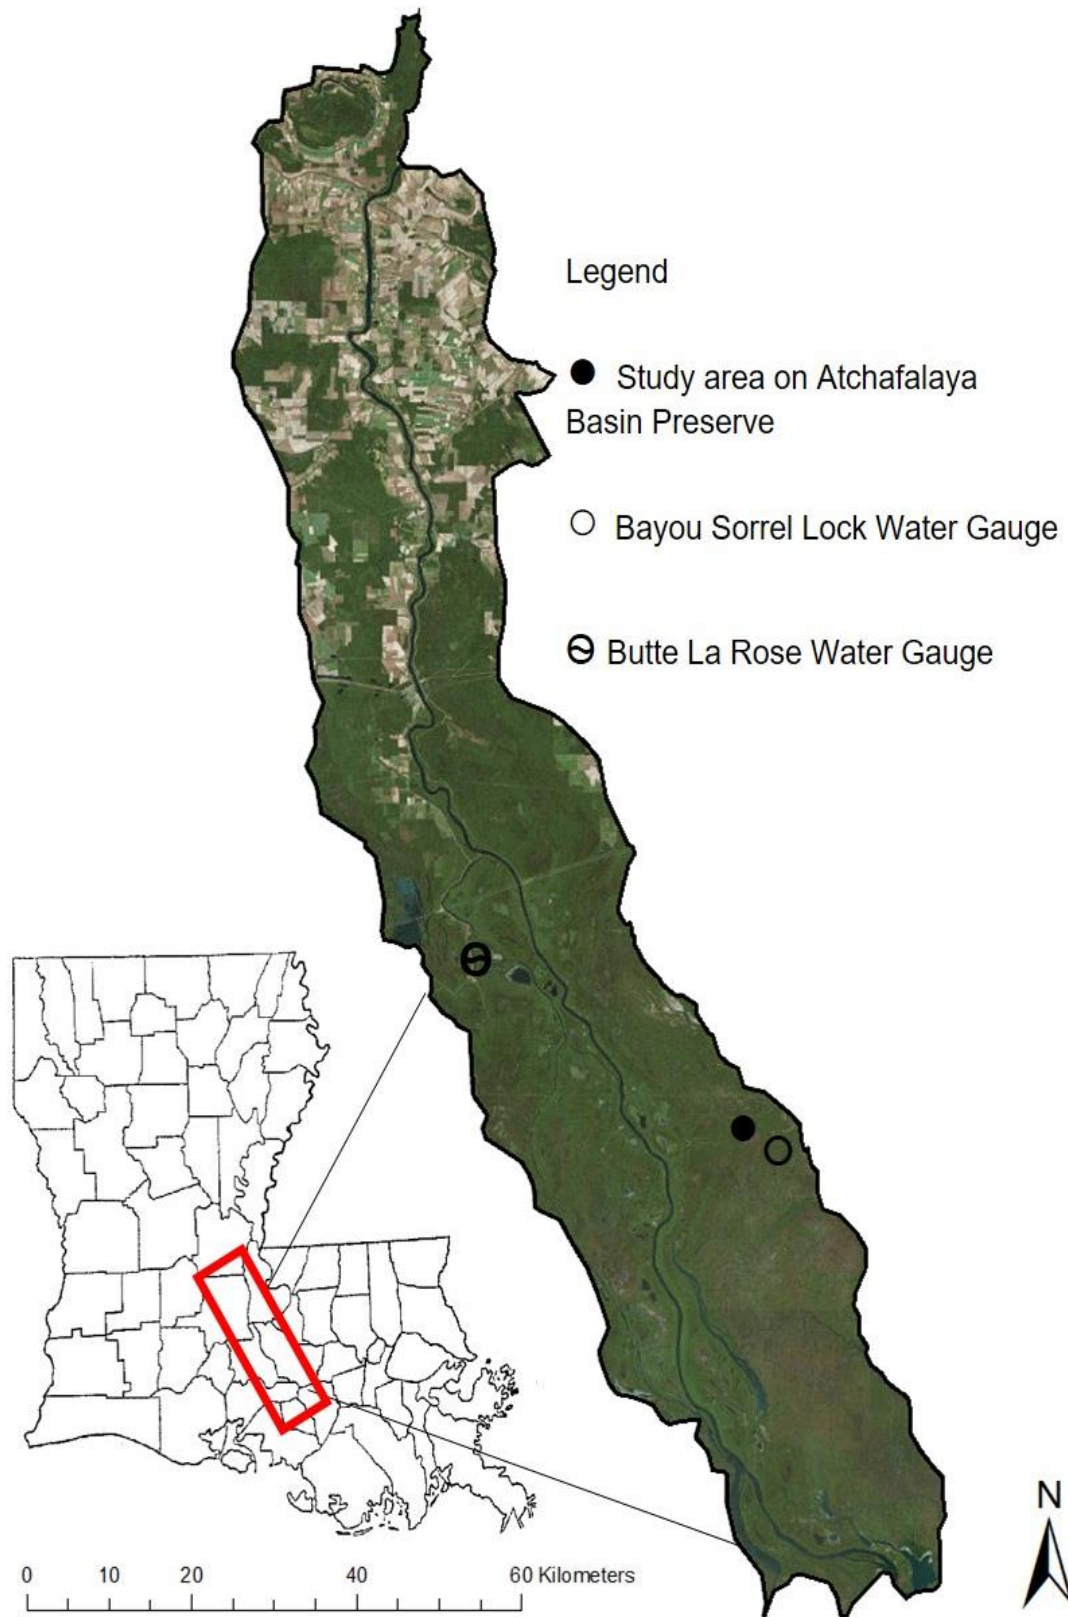 Legend
Study area on Atchafalaya
Basin Preserve
Bayou Sorrel Lock Water Gauge
Butte La Rose Water Gauge
N
0 10 20 40 60 Kilometers